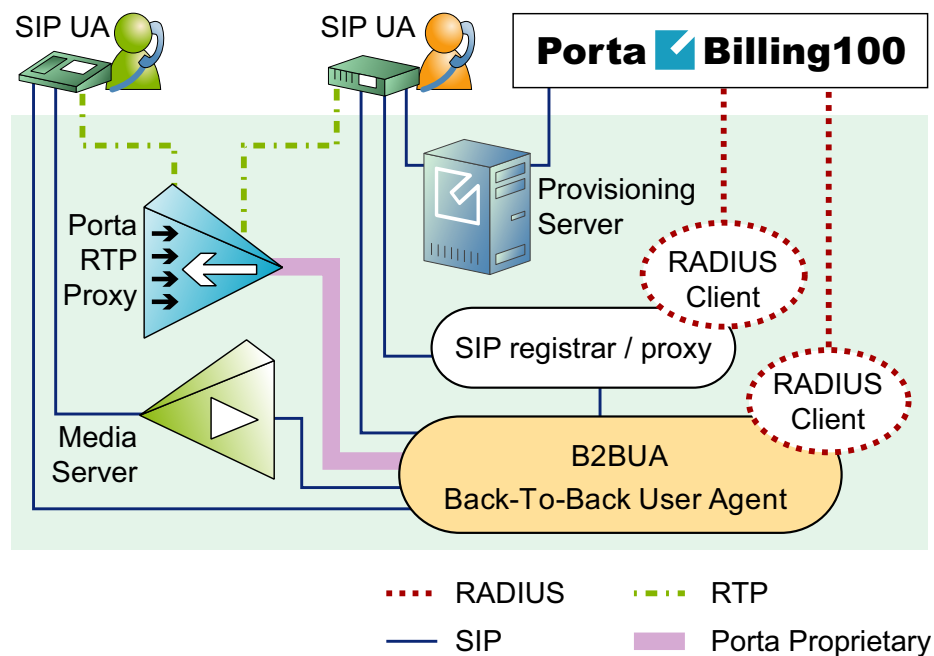 SIP UA
SIP UA
Porta Billing100
Provisioning
Server
Porta
RTP
Proxy
RADIUS
Client
SIP registrar / proxy
RADIUS
Client
Media
Server
B2BUA
Back-To-Back User Agent
RADIUS
RTP
SIP
Porta Proprietary